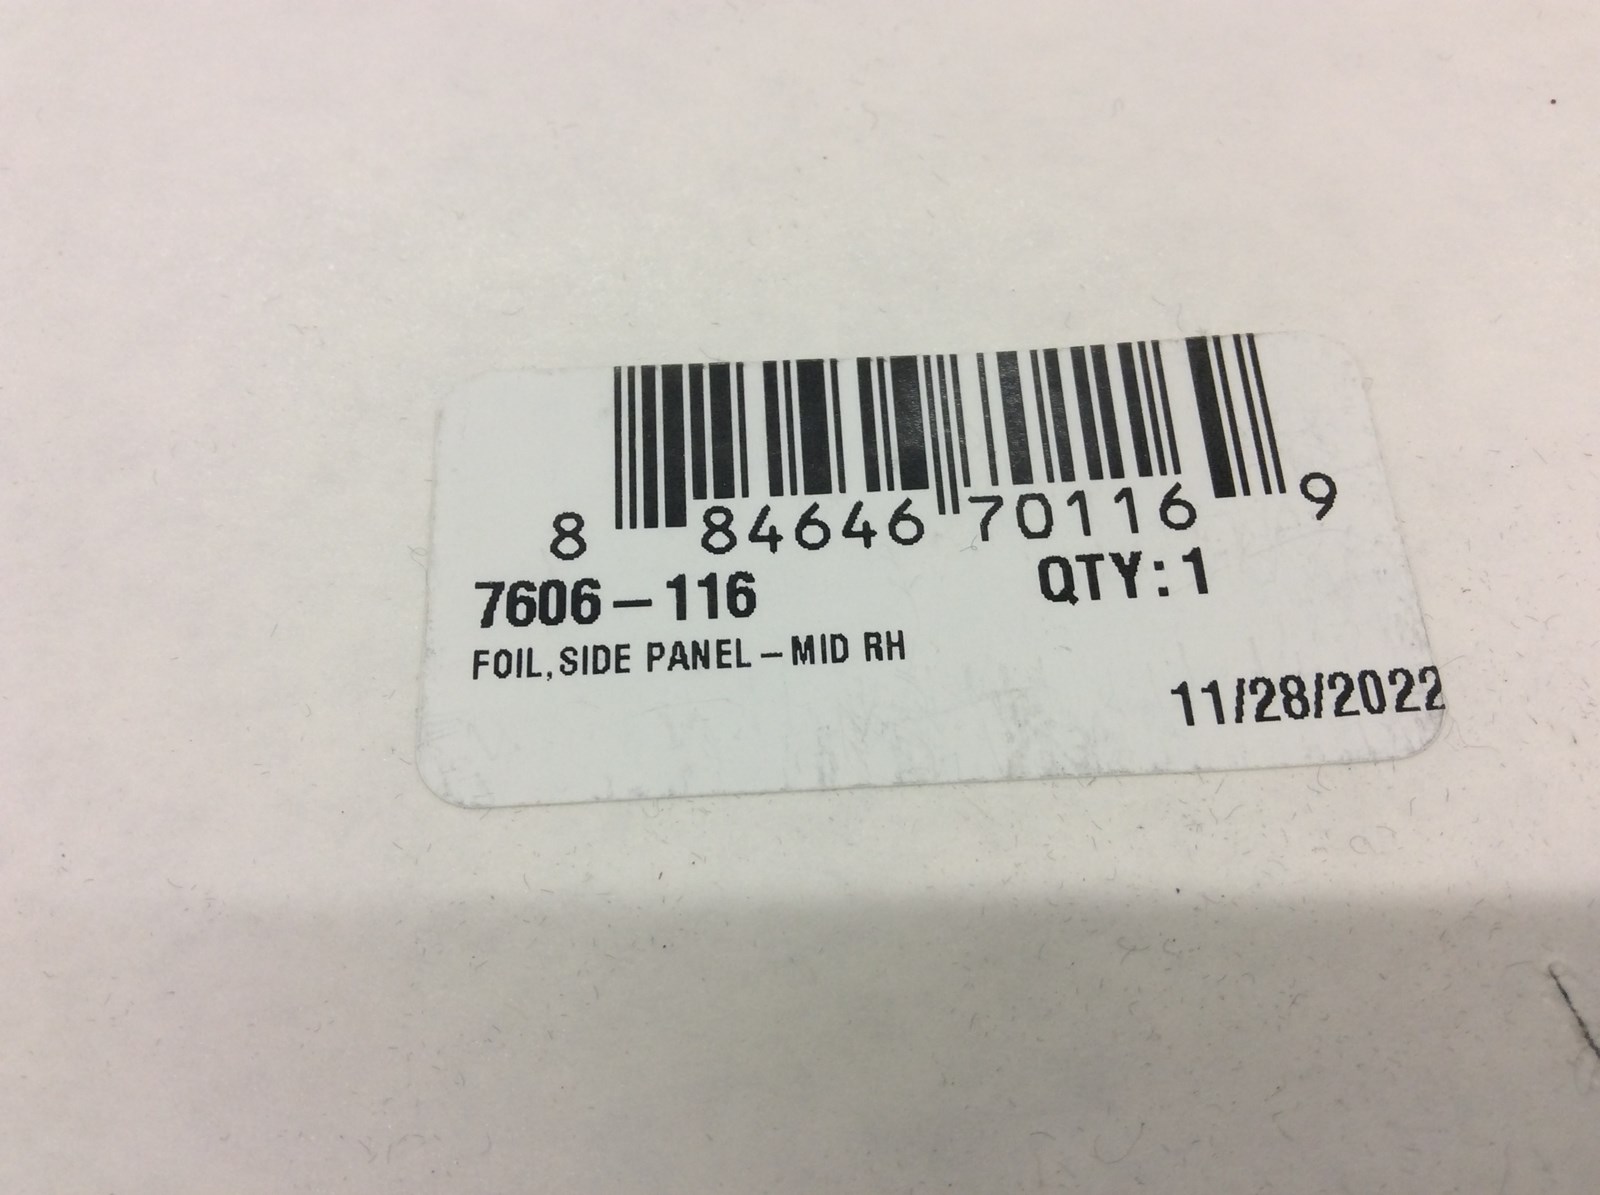 8 84646 70116 9
7606-116 QTY: 1
FOIL, SIDE PANEL-MID RH
11/28/2022